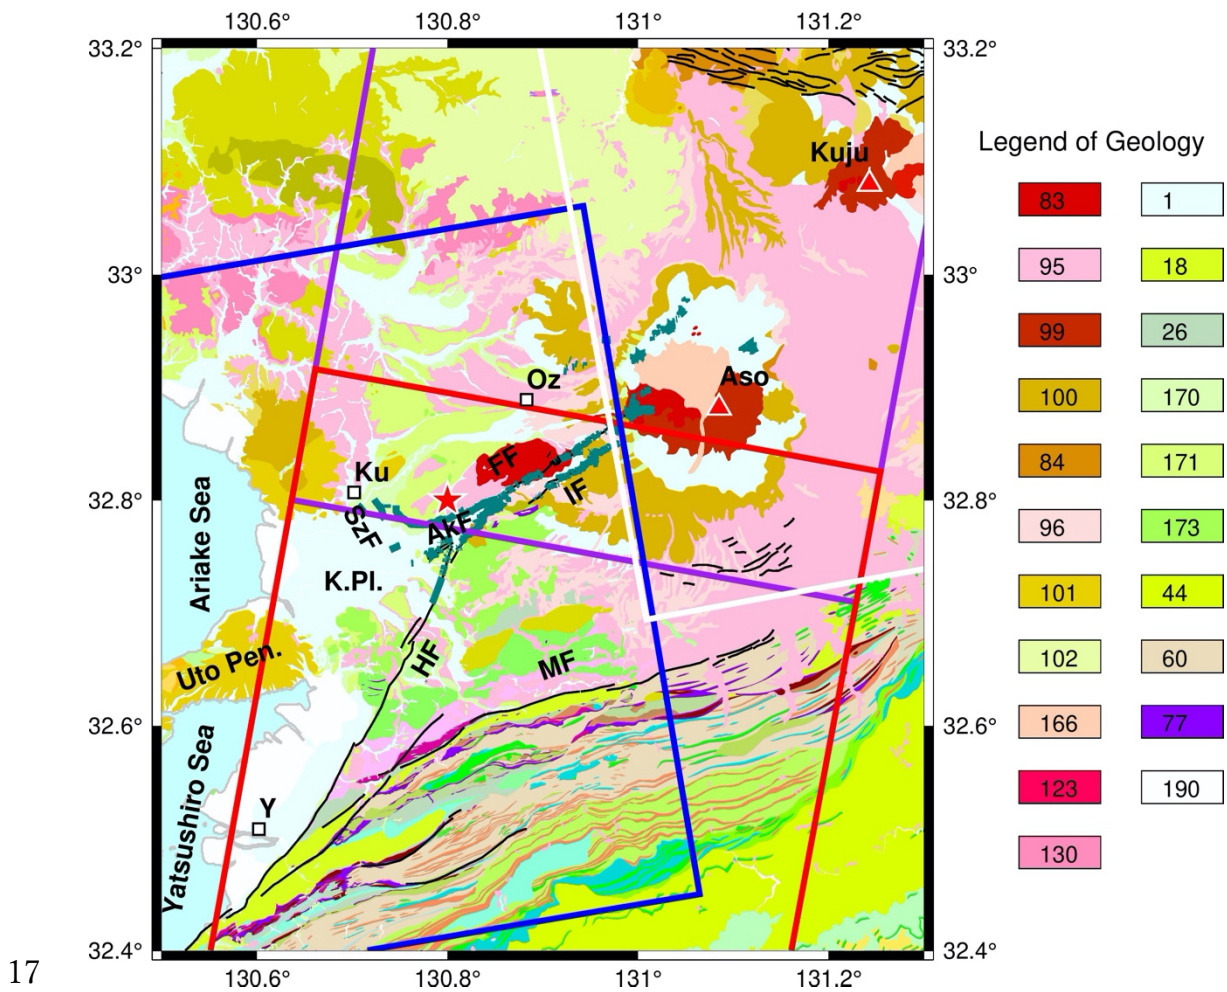 130.6° 130.8° 131° 131.2°
33.2° 33.2°
Legend of Geology
Kuju
83 1
95 18
33° 33°
99 26
Aso
Oz
100 170
FF
84 171
Ku
IF
32.8° 32.8°
SzF
AkF
96 173
Ariake Sea
K.Pl.
101 44
HF
MF
Uto Pen.
102 60
32.6° 32.6°
166 77
Yatsushiro Sea
123 190
Y
130
32.4° 32.4°
17
130.6° 130.8° 131° 131.2°